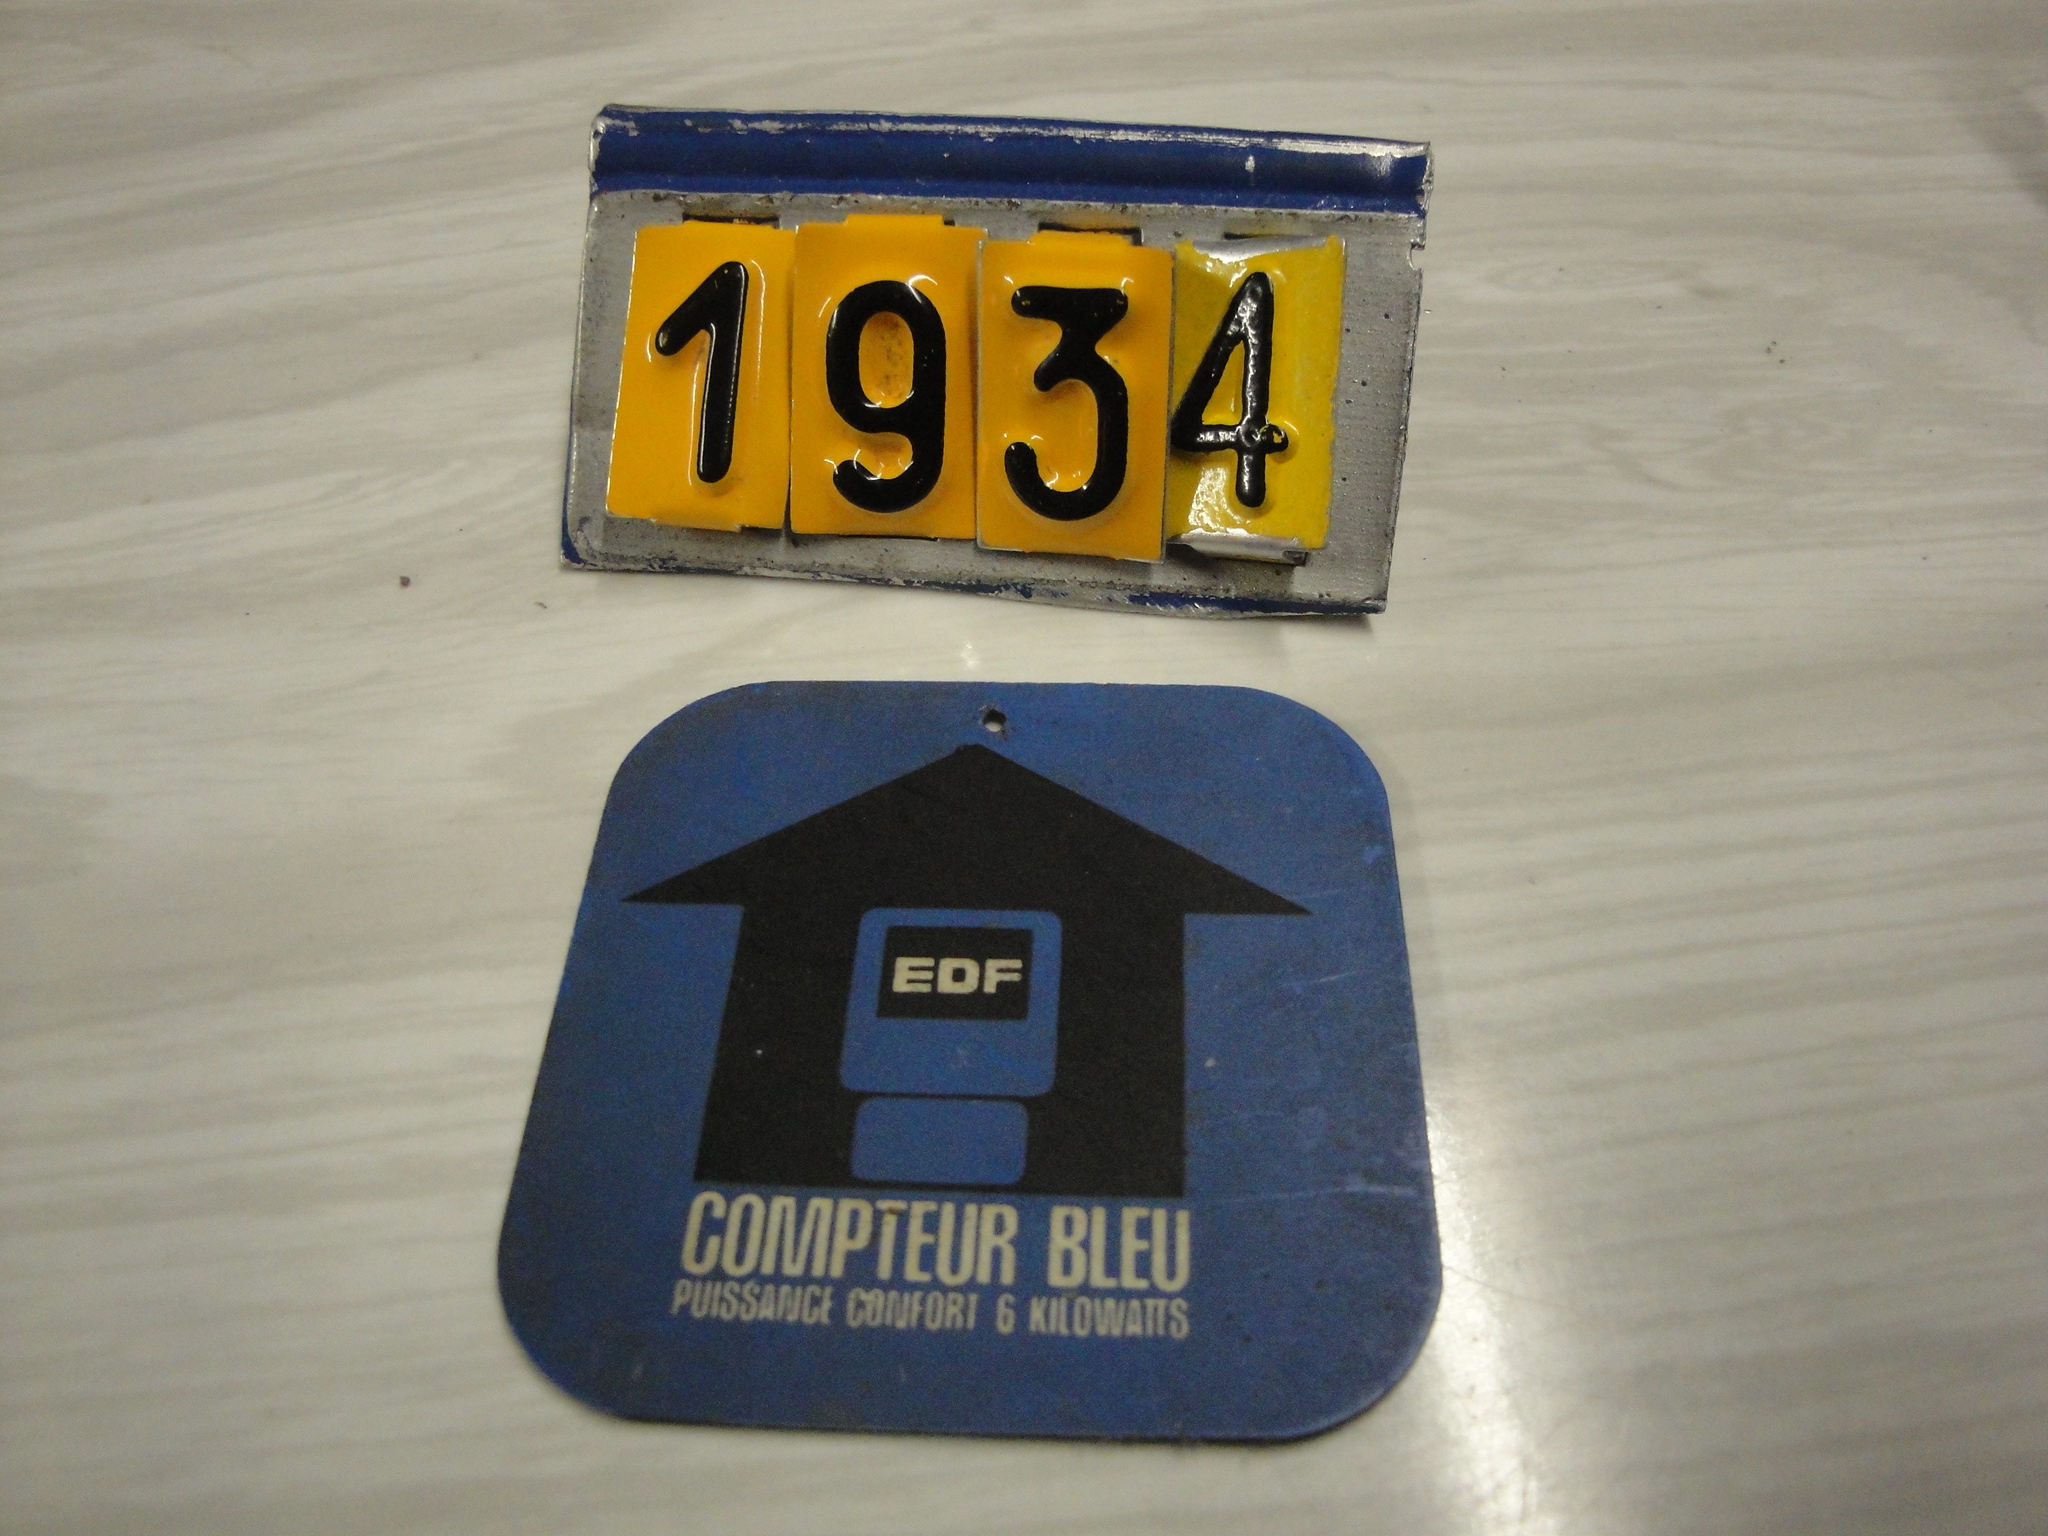 1934
EDF
COMPTEUR BLEU
PUISSANCE CONFORT 6 KILOWATTS